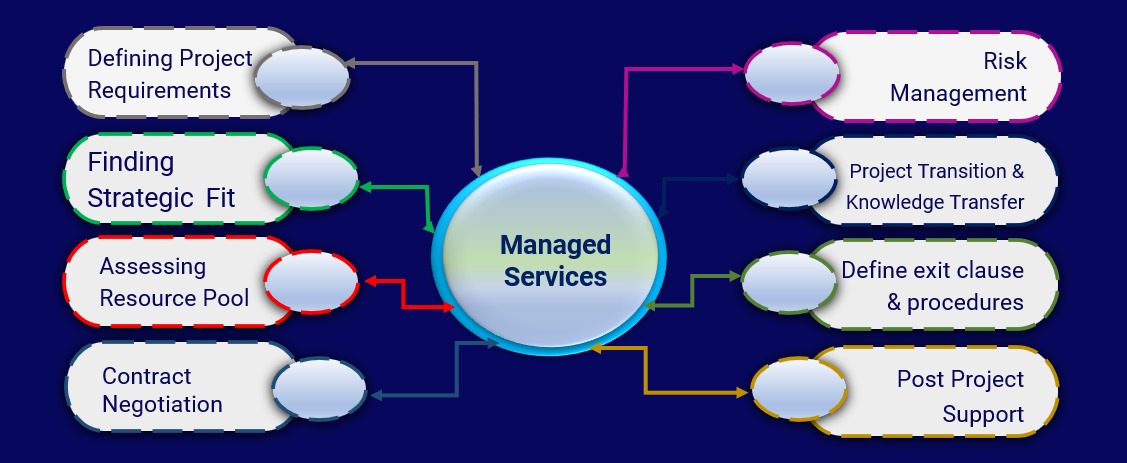 Defining Project
Requirements
Finding
Strategic Fit
Assessing
Resource Pool
Contract
Negotiation
Managed
Services
Risk
Management
Project Transition &
Knowledge Transfer
Define exit clause
& procedures
Post Project
Support